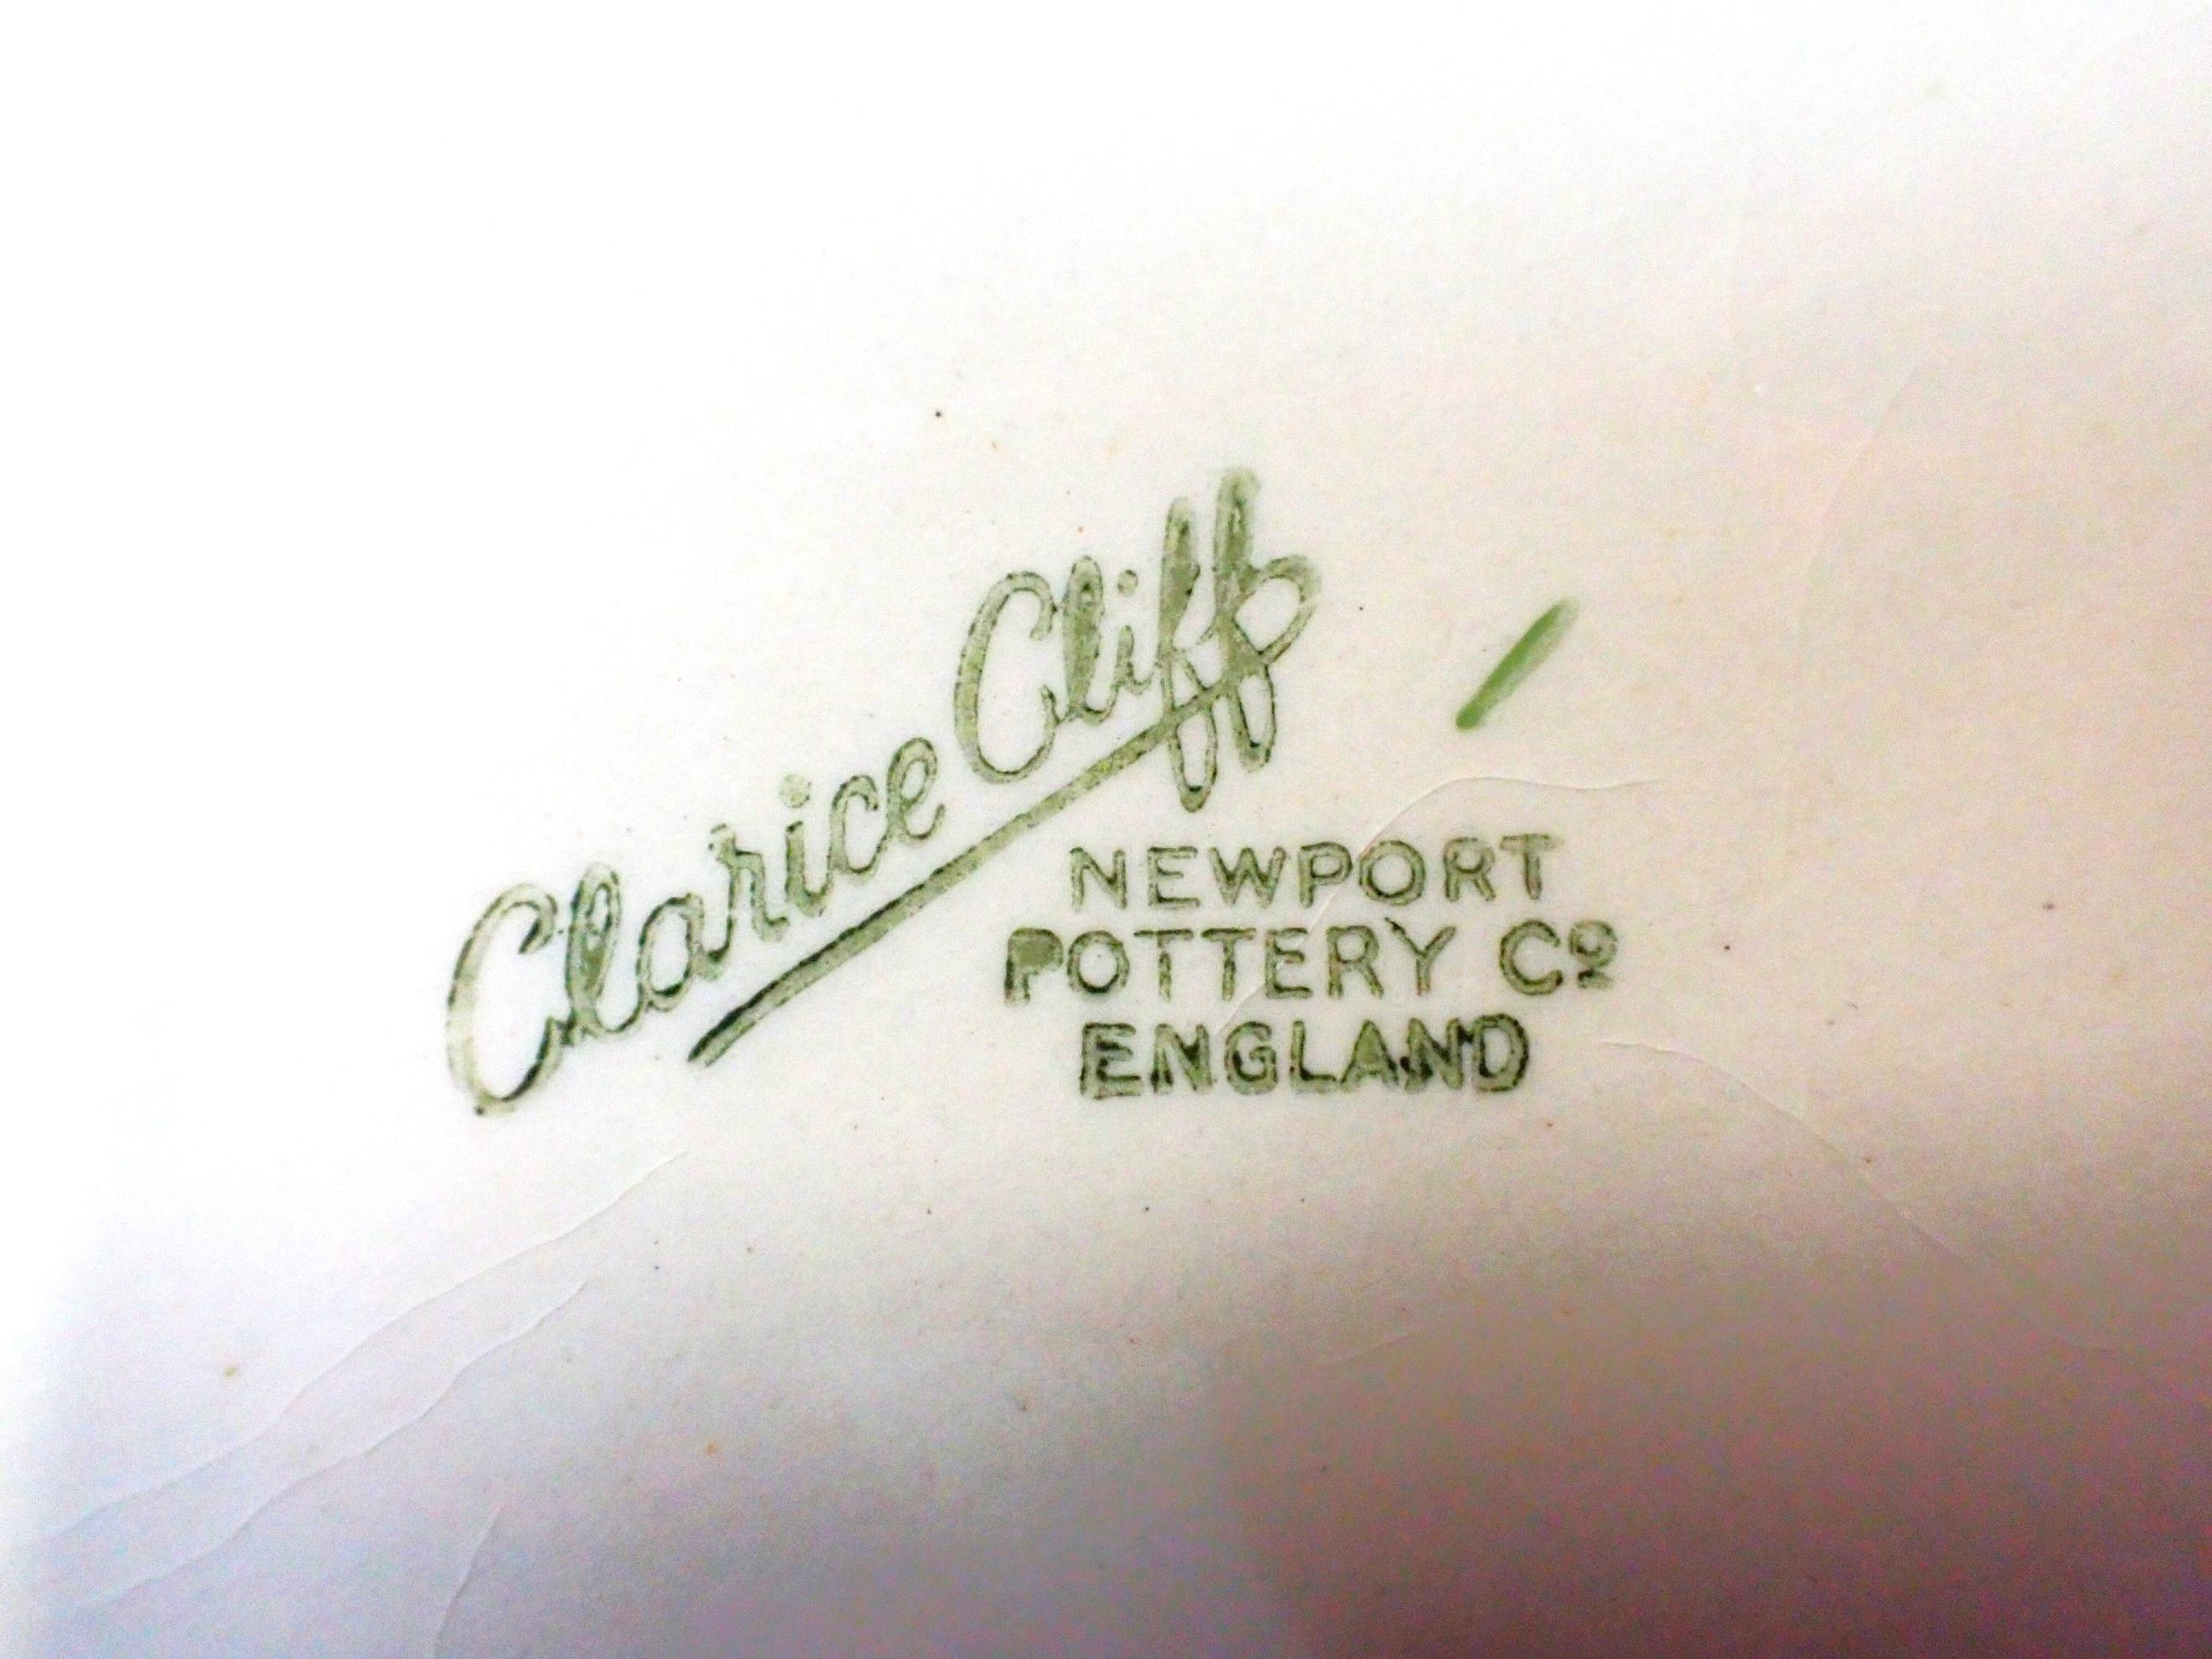 Clarice Cliff
NEWPORT
POTTERY Cº
ENGLAND